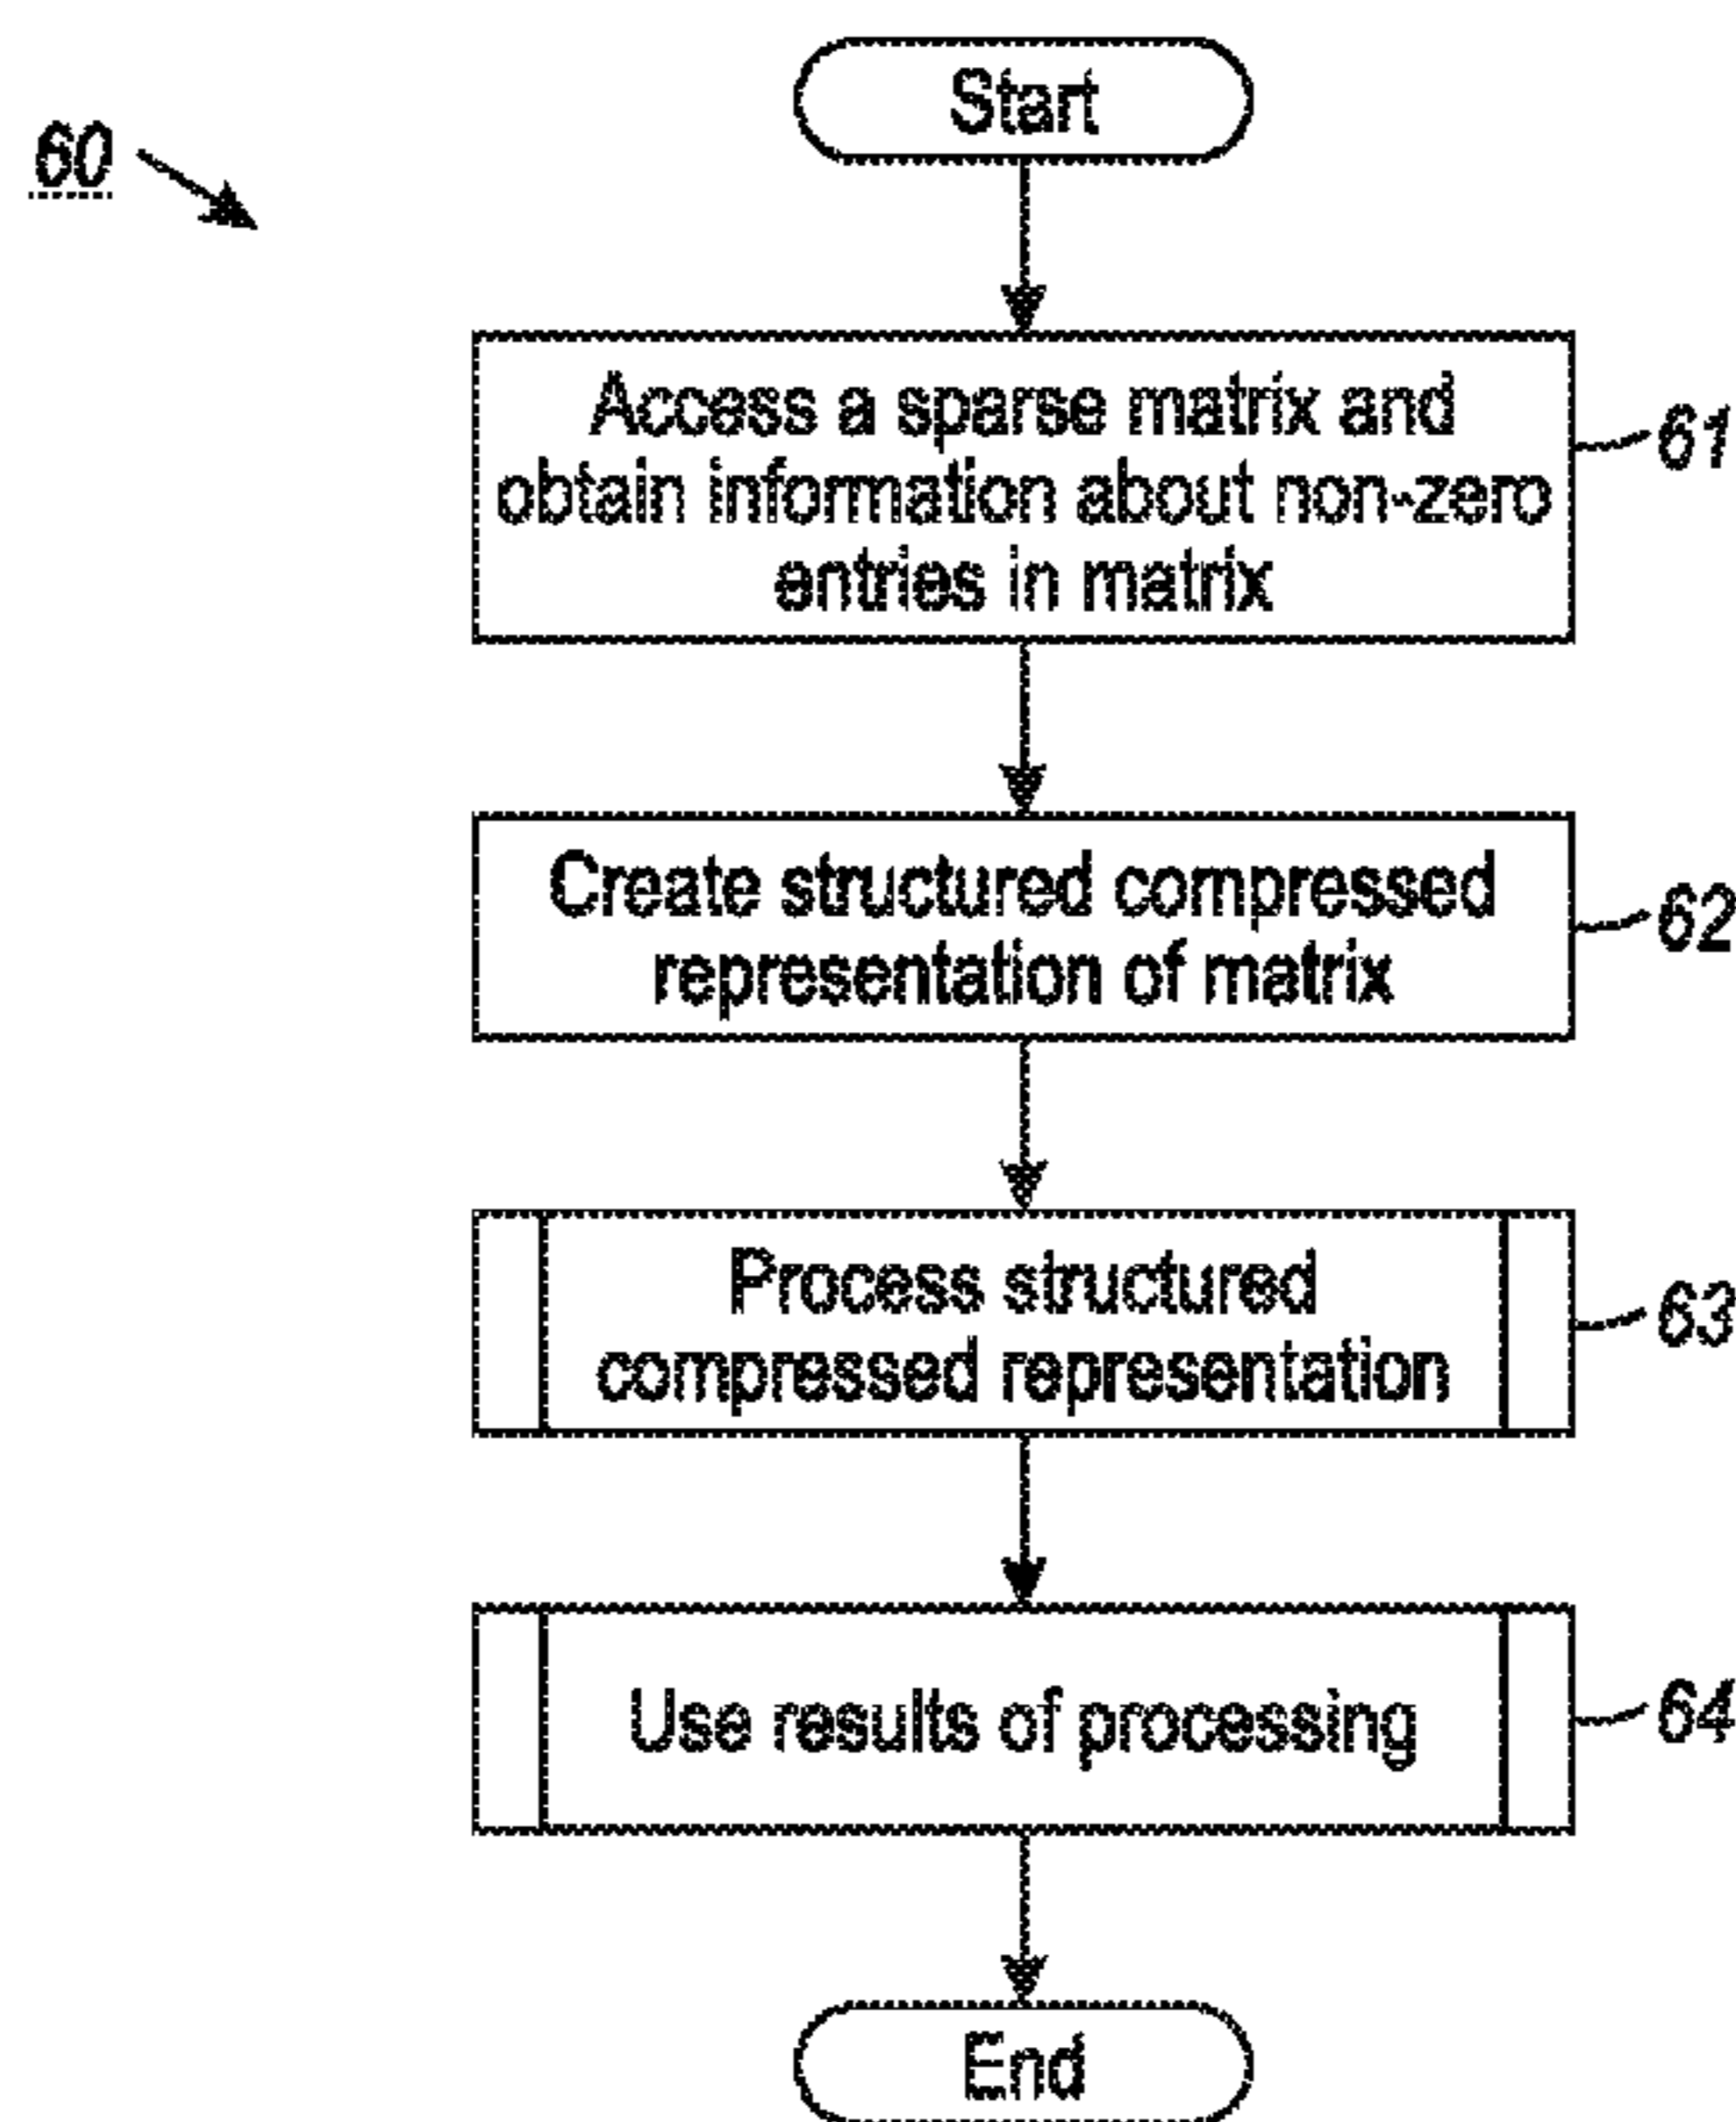 Start
60
Access a sparse matrix and
obtain information about non-zero
entries in matrix
61
Create structured compressed
representation of matrix
62
Process structured
compressed representation
63
Use results of processing
64
End